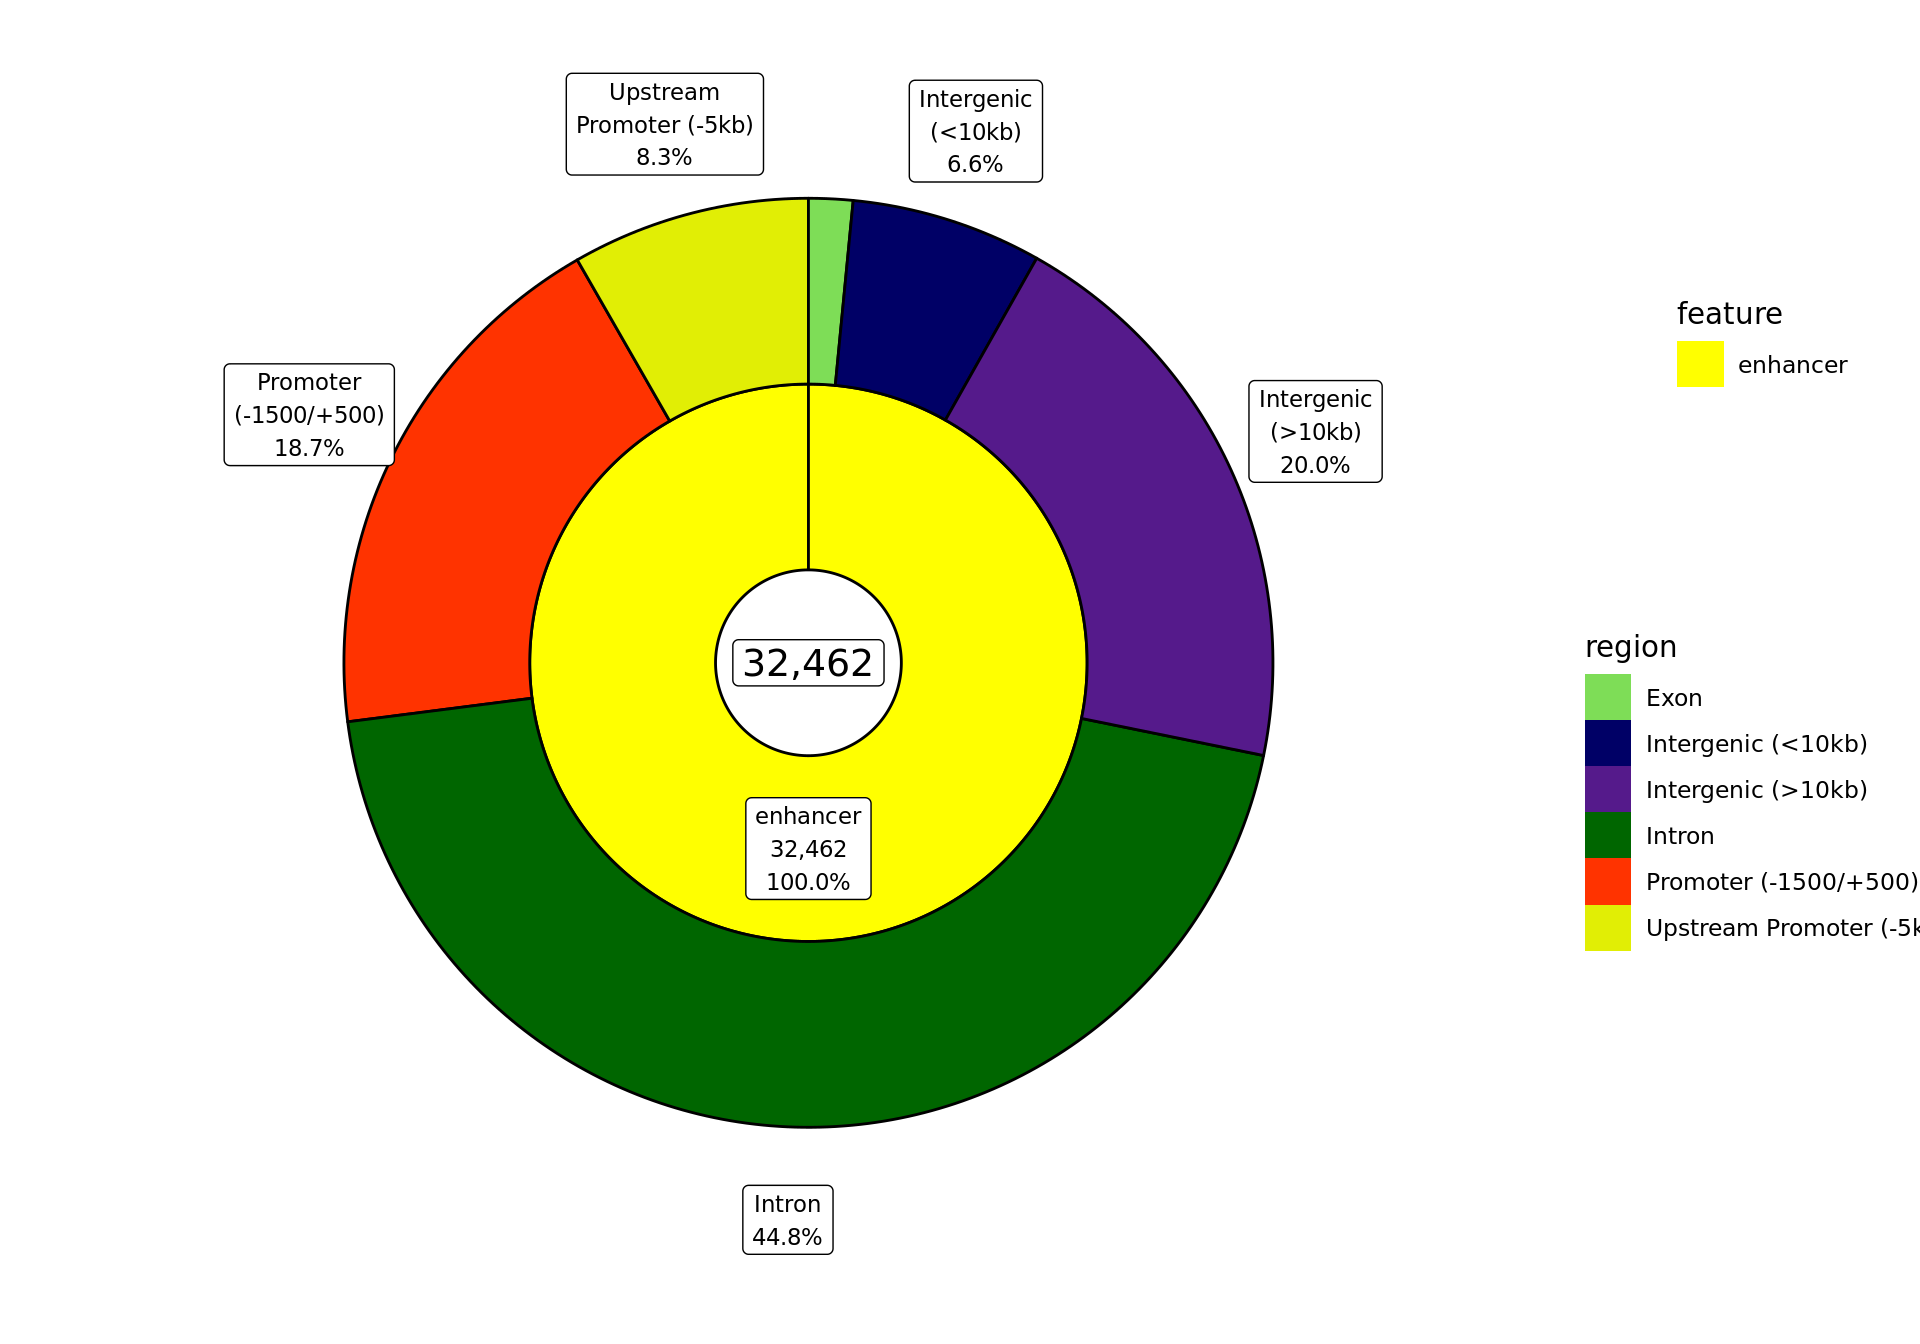 Upstream
Promoter (-5kb)
8.3%
Intergenic
(<10kb)
6.6%
Promoter
(-1500/+500)
18.7%
Intergenic
(>10kb)
20.0%
32,462
enhancer
32,462
100.0%
Intron
44.8%
feature
enhancer
region
Exon
Intergenic (<10kb)
Intergenic (>10kb)
Intron
Promoter (-1500/+500)
Upstream Promoter (-5k